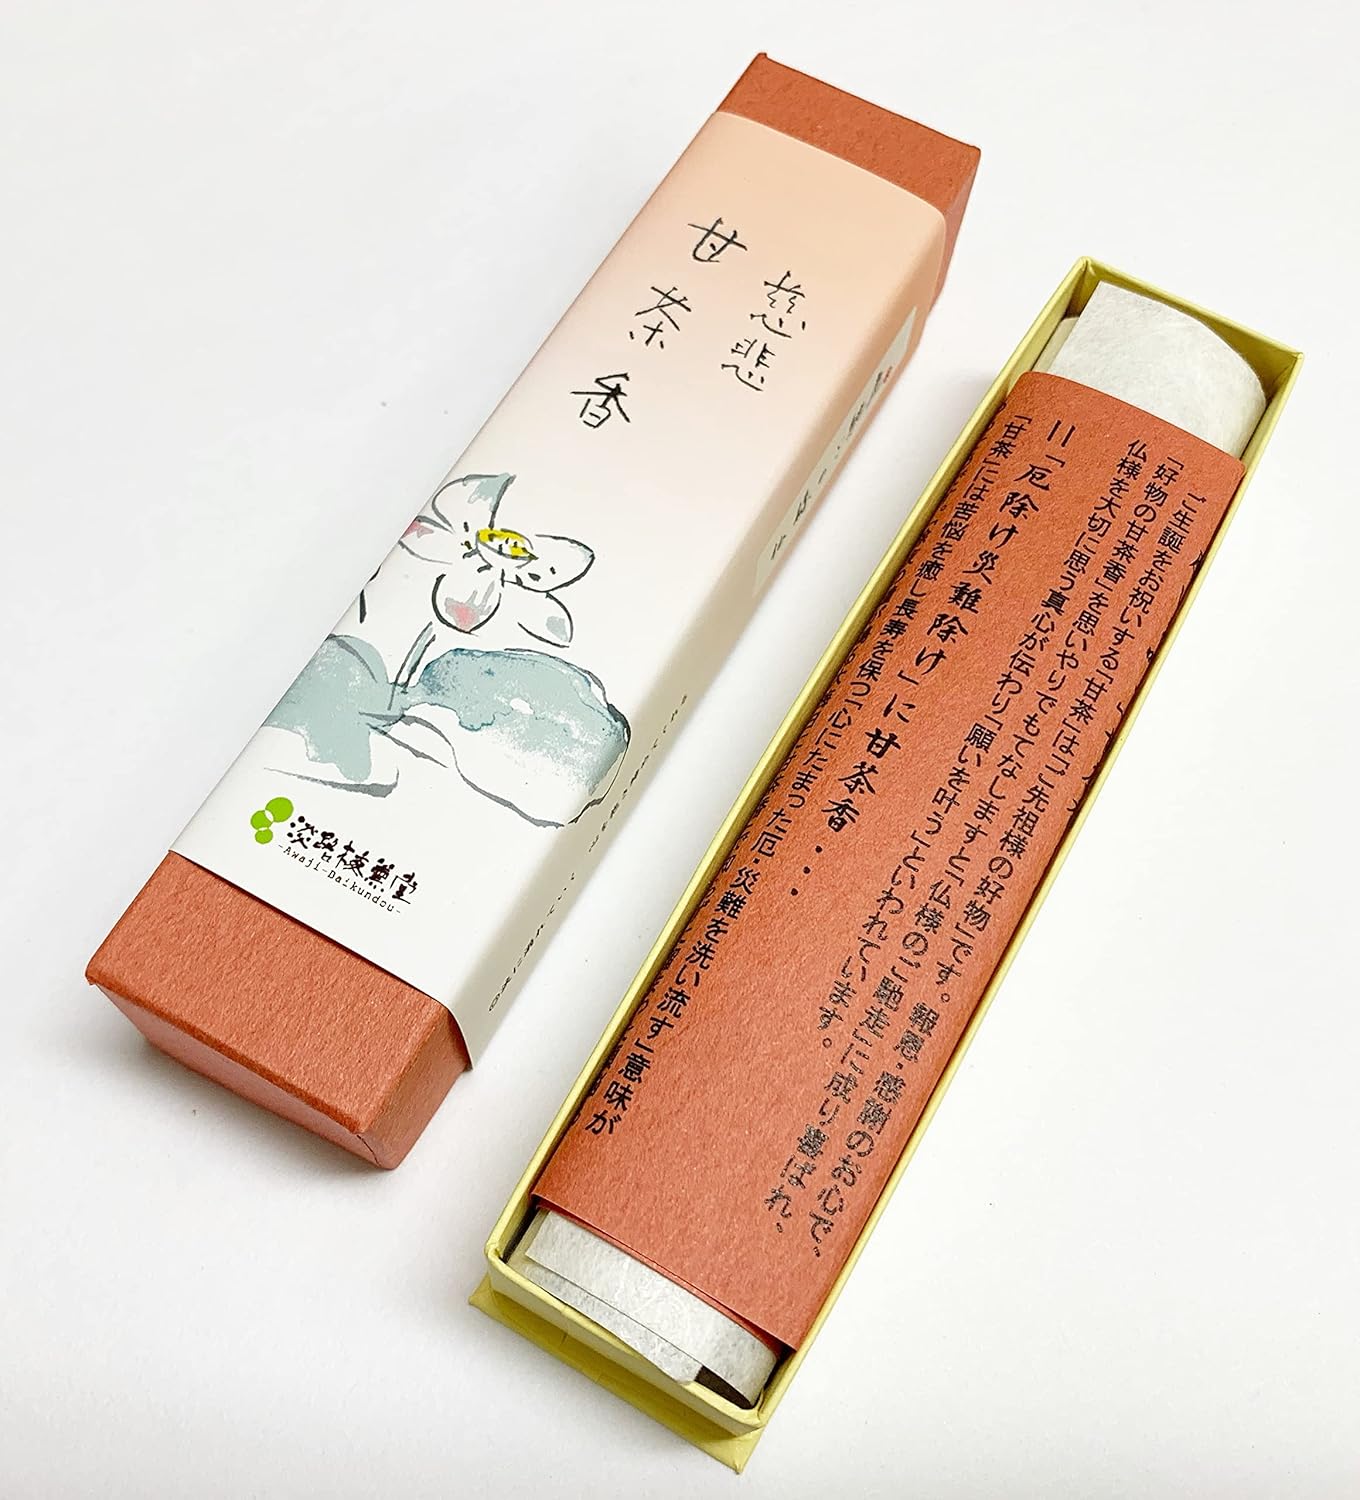 慈悲
甘茶香
淡路梅薫堂
-Awaji-Baikundou-
ご生誕をお祝いする「甘茶」は「ご先祖様の好物」です。報恩・感謝のお心で、
「好物の甘茶香」を思いやりでもてなしますと「仏様のご馳走」に成り喜ばれ、
仏様を大切に思う真心が伝わり「願いを叶う」といわれています。
=「厄除け災難除け」に甘茶香・・・
「甘茶」には苦悩を癒し長寿を保つ「心にたまった厄・災難を洗い流す」意味が